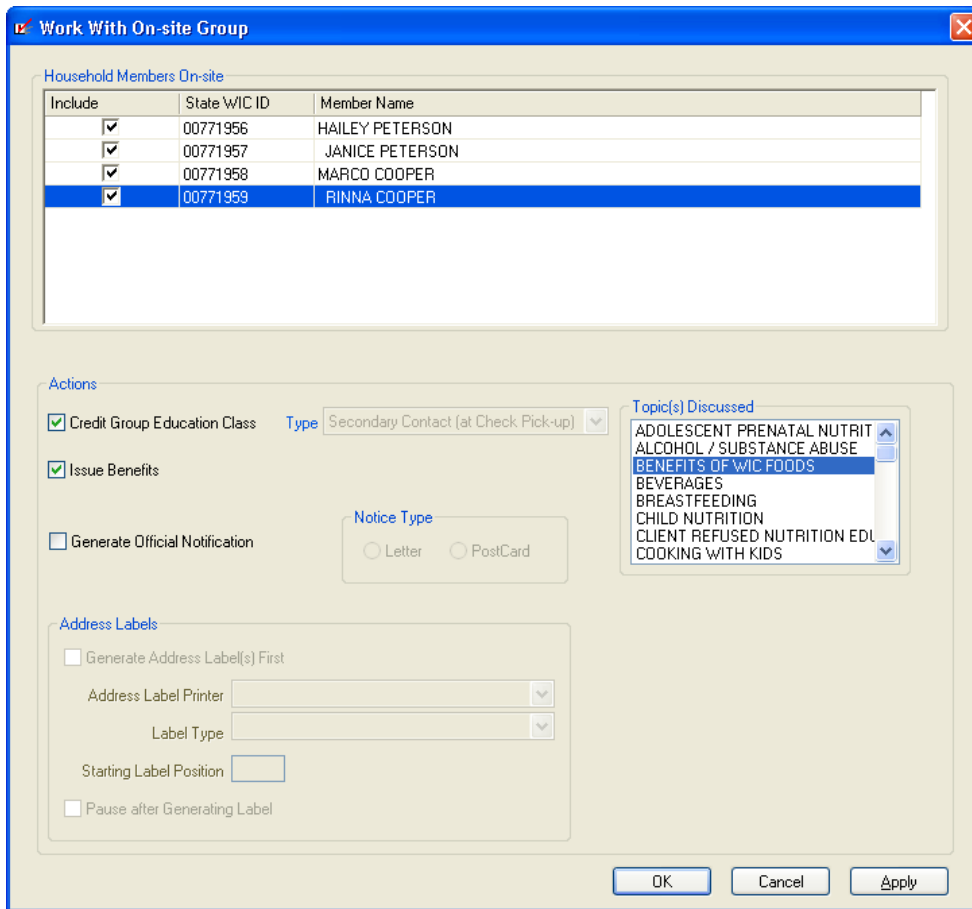 Work With On-site Group
Household Members On-site
Include State WIC ID Member Name
00771956 HAILEY PETERSON
00771957 JANICE PETERSON
00771958 MARCO COOPER
00771959 RINNA COOPER
Actions
Credit Group Education Class Type Secondary Contact (at Check Pick-up)
Issue Benefits
Generate Official Notification
Notice Type
Letter PostCard
Topic(s) Discussed
ADOLESCENT PRENATAL NUTRIT
ALCOHOL / SUBSTANCE ABUSE
BENEFITS OF WIC FOODS
BEVERAGES
BREASTFEEDING
CHILD NUTRITION
CLIENT REFUSED NUTRITION EDU
COOKING WITH KIDS
Address Labels
Generate Address Label(s) First
Address Label Printer
Label Type
Starting Label Position
Pause after Generating Label
OK Cancel Apply